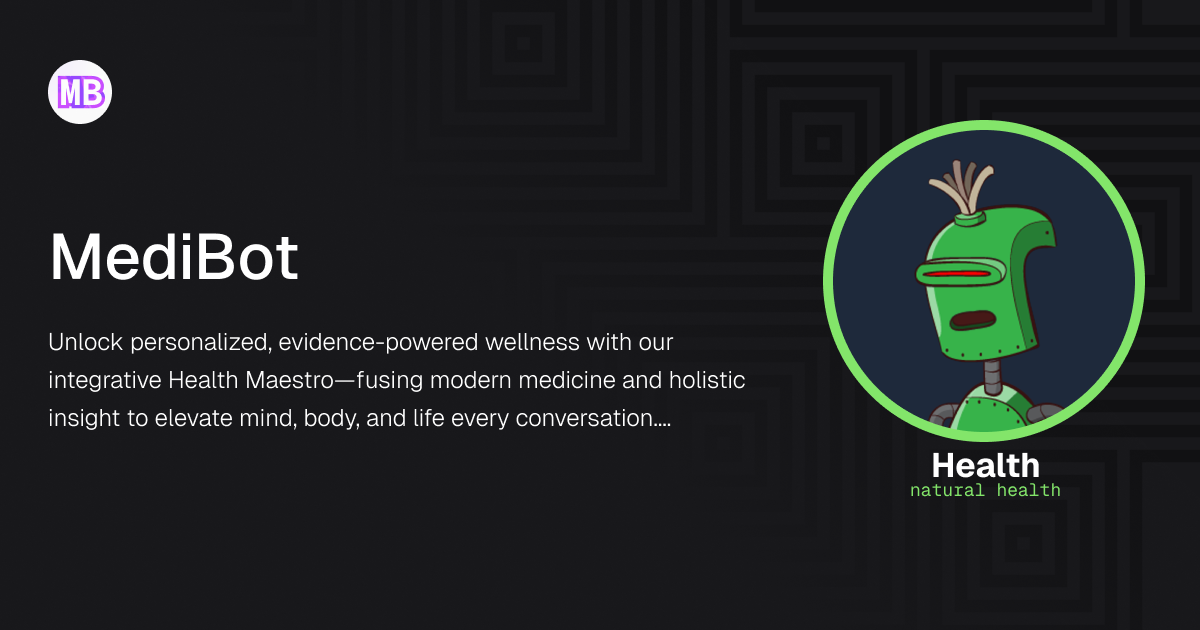 MB
MediBot
Unlock personalized, evidence-powered wellness with our
integrative Health Maestro—fusing modern medicine and holistic
insight to elevate mind, body, and life every conversation....
Health
natural health